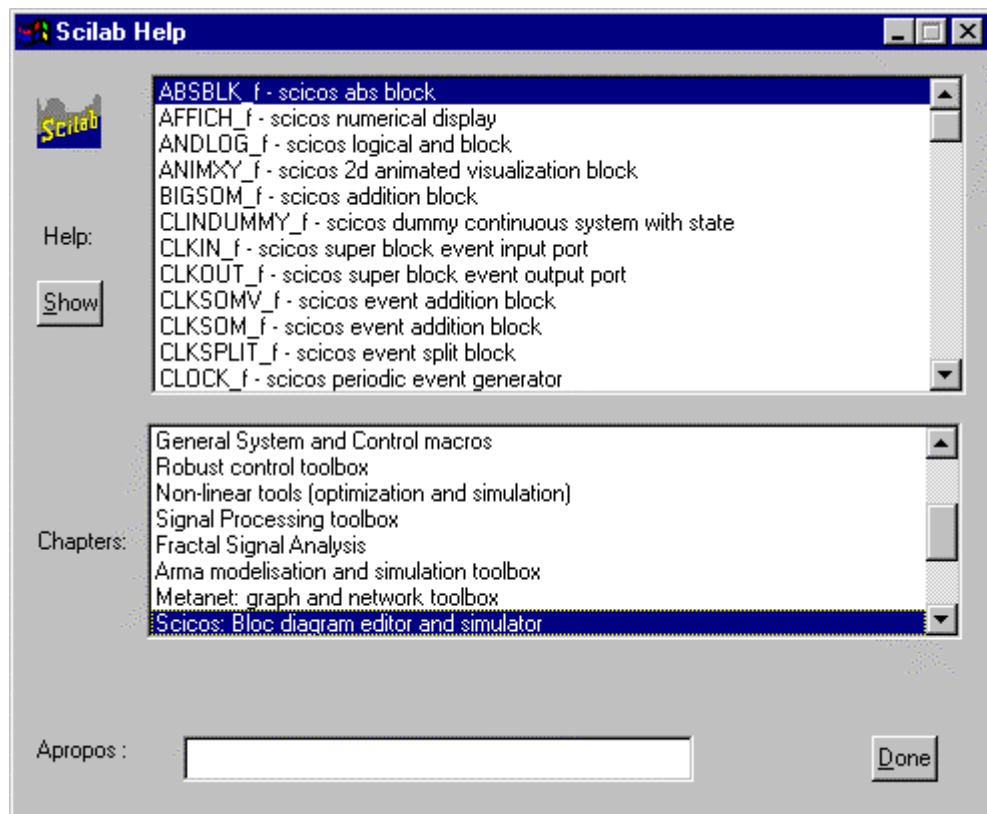 Scilab Help
Scilab
ABSBLK_f - scicos abs block
AFFICH_f - scicos numerical display
ANDLOG_f - scicos logical and block
ANIMXY_f - scicos 2d animated visualization block
BIGSOM_f - scicos addition block
CLINDUMMY_f - scicos dummy continuous system with state
CLKIN_f - scicos super block event input port
CLKOUT_f - scicos super block event output port
CLKSOMV_f - scicos event addition block
CLKSOM_f - scicos event addition block
CLKSPLIT_f - scicos event split block
CLOCK_f - scicos periodic event generator
Help:
Show
General System and Control macros
Robust control toolbox
Non-linear tools (optimization and simulation)
Signal Processing toolbox
Fractal Signal Analysis
Arma modelisation and simulation toolbox
Metanet: graph and network toolbox
Scicos: Bloc diagram editor and simulator
Chapters:
Apropos :
Done